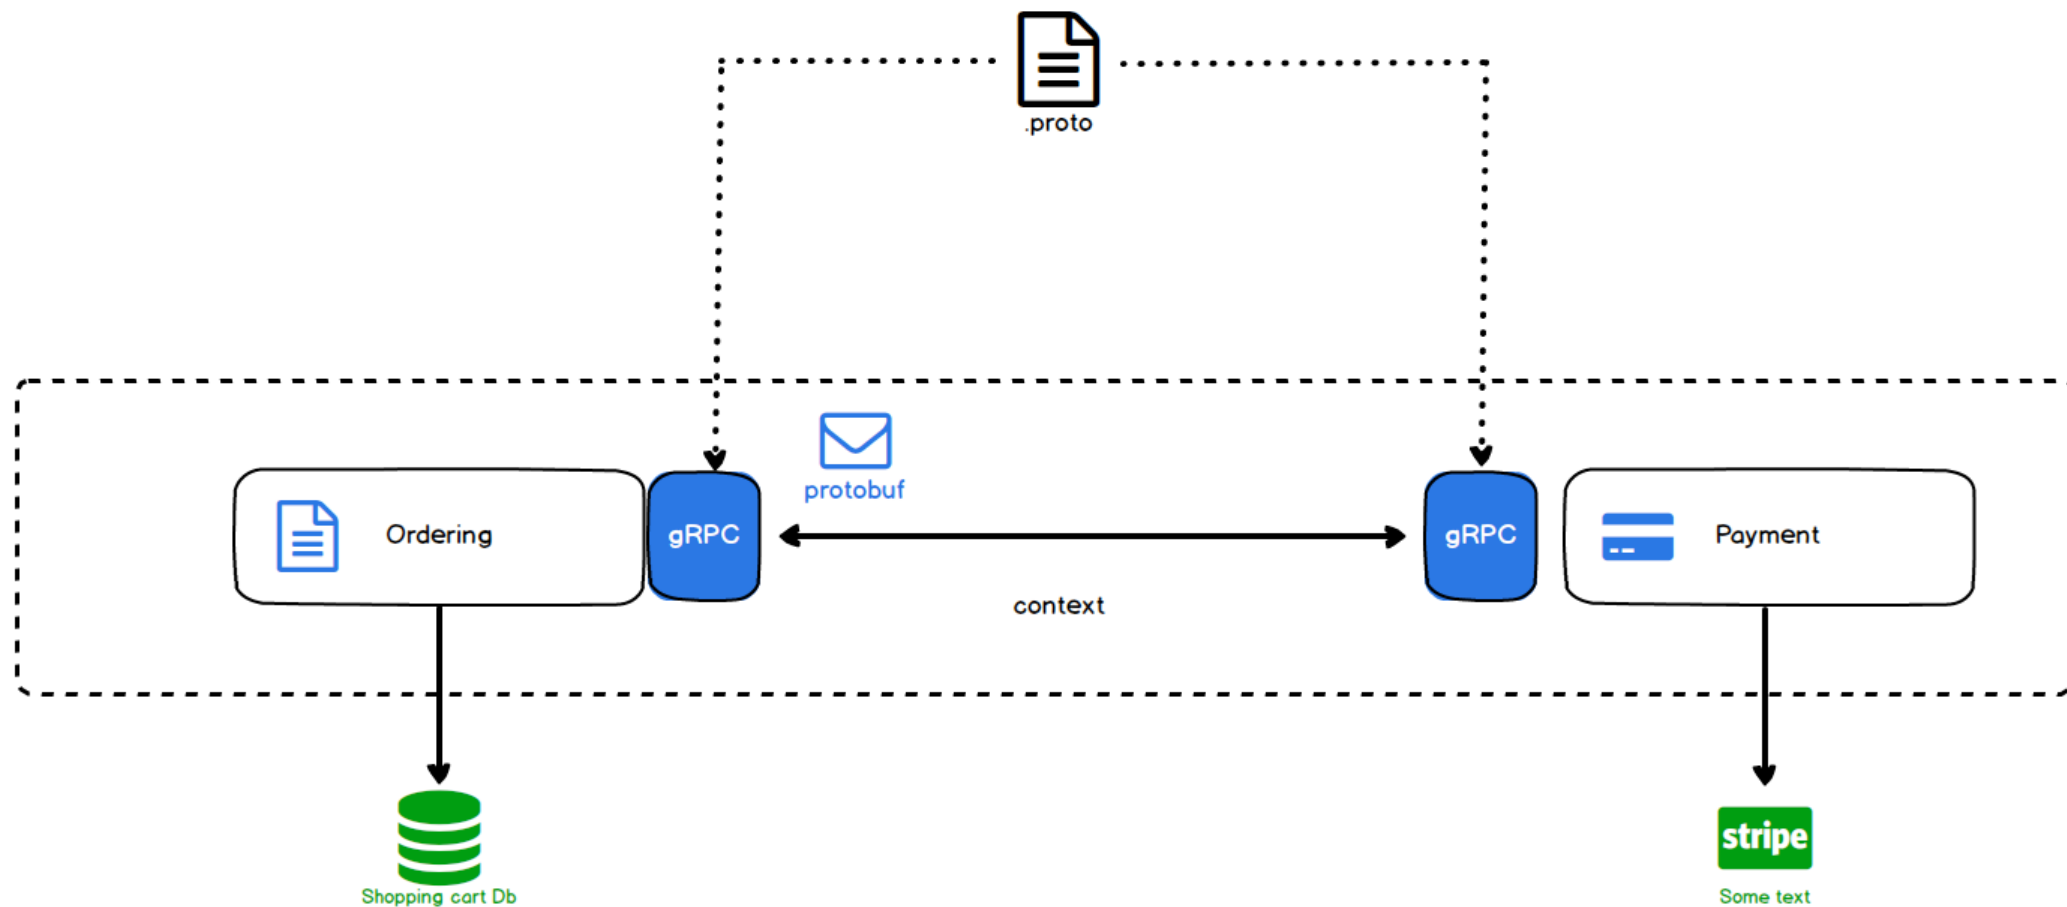 .proto
protobuf
Ordering
gRPC
gRPC
Payment
context
stripe
Shopping cart Db
Some text